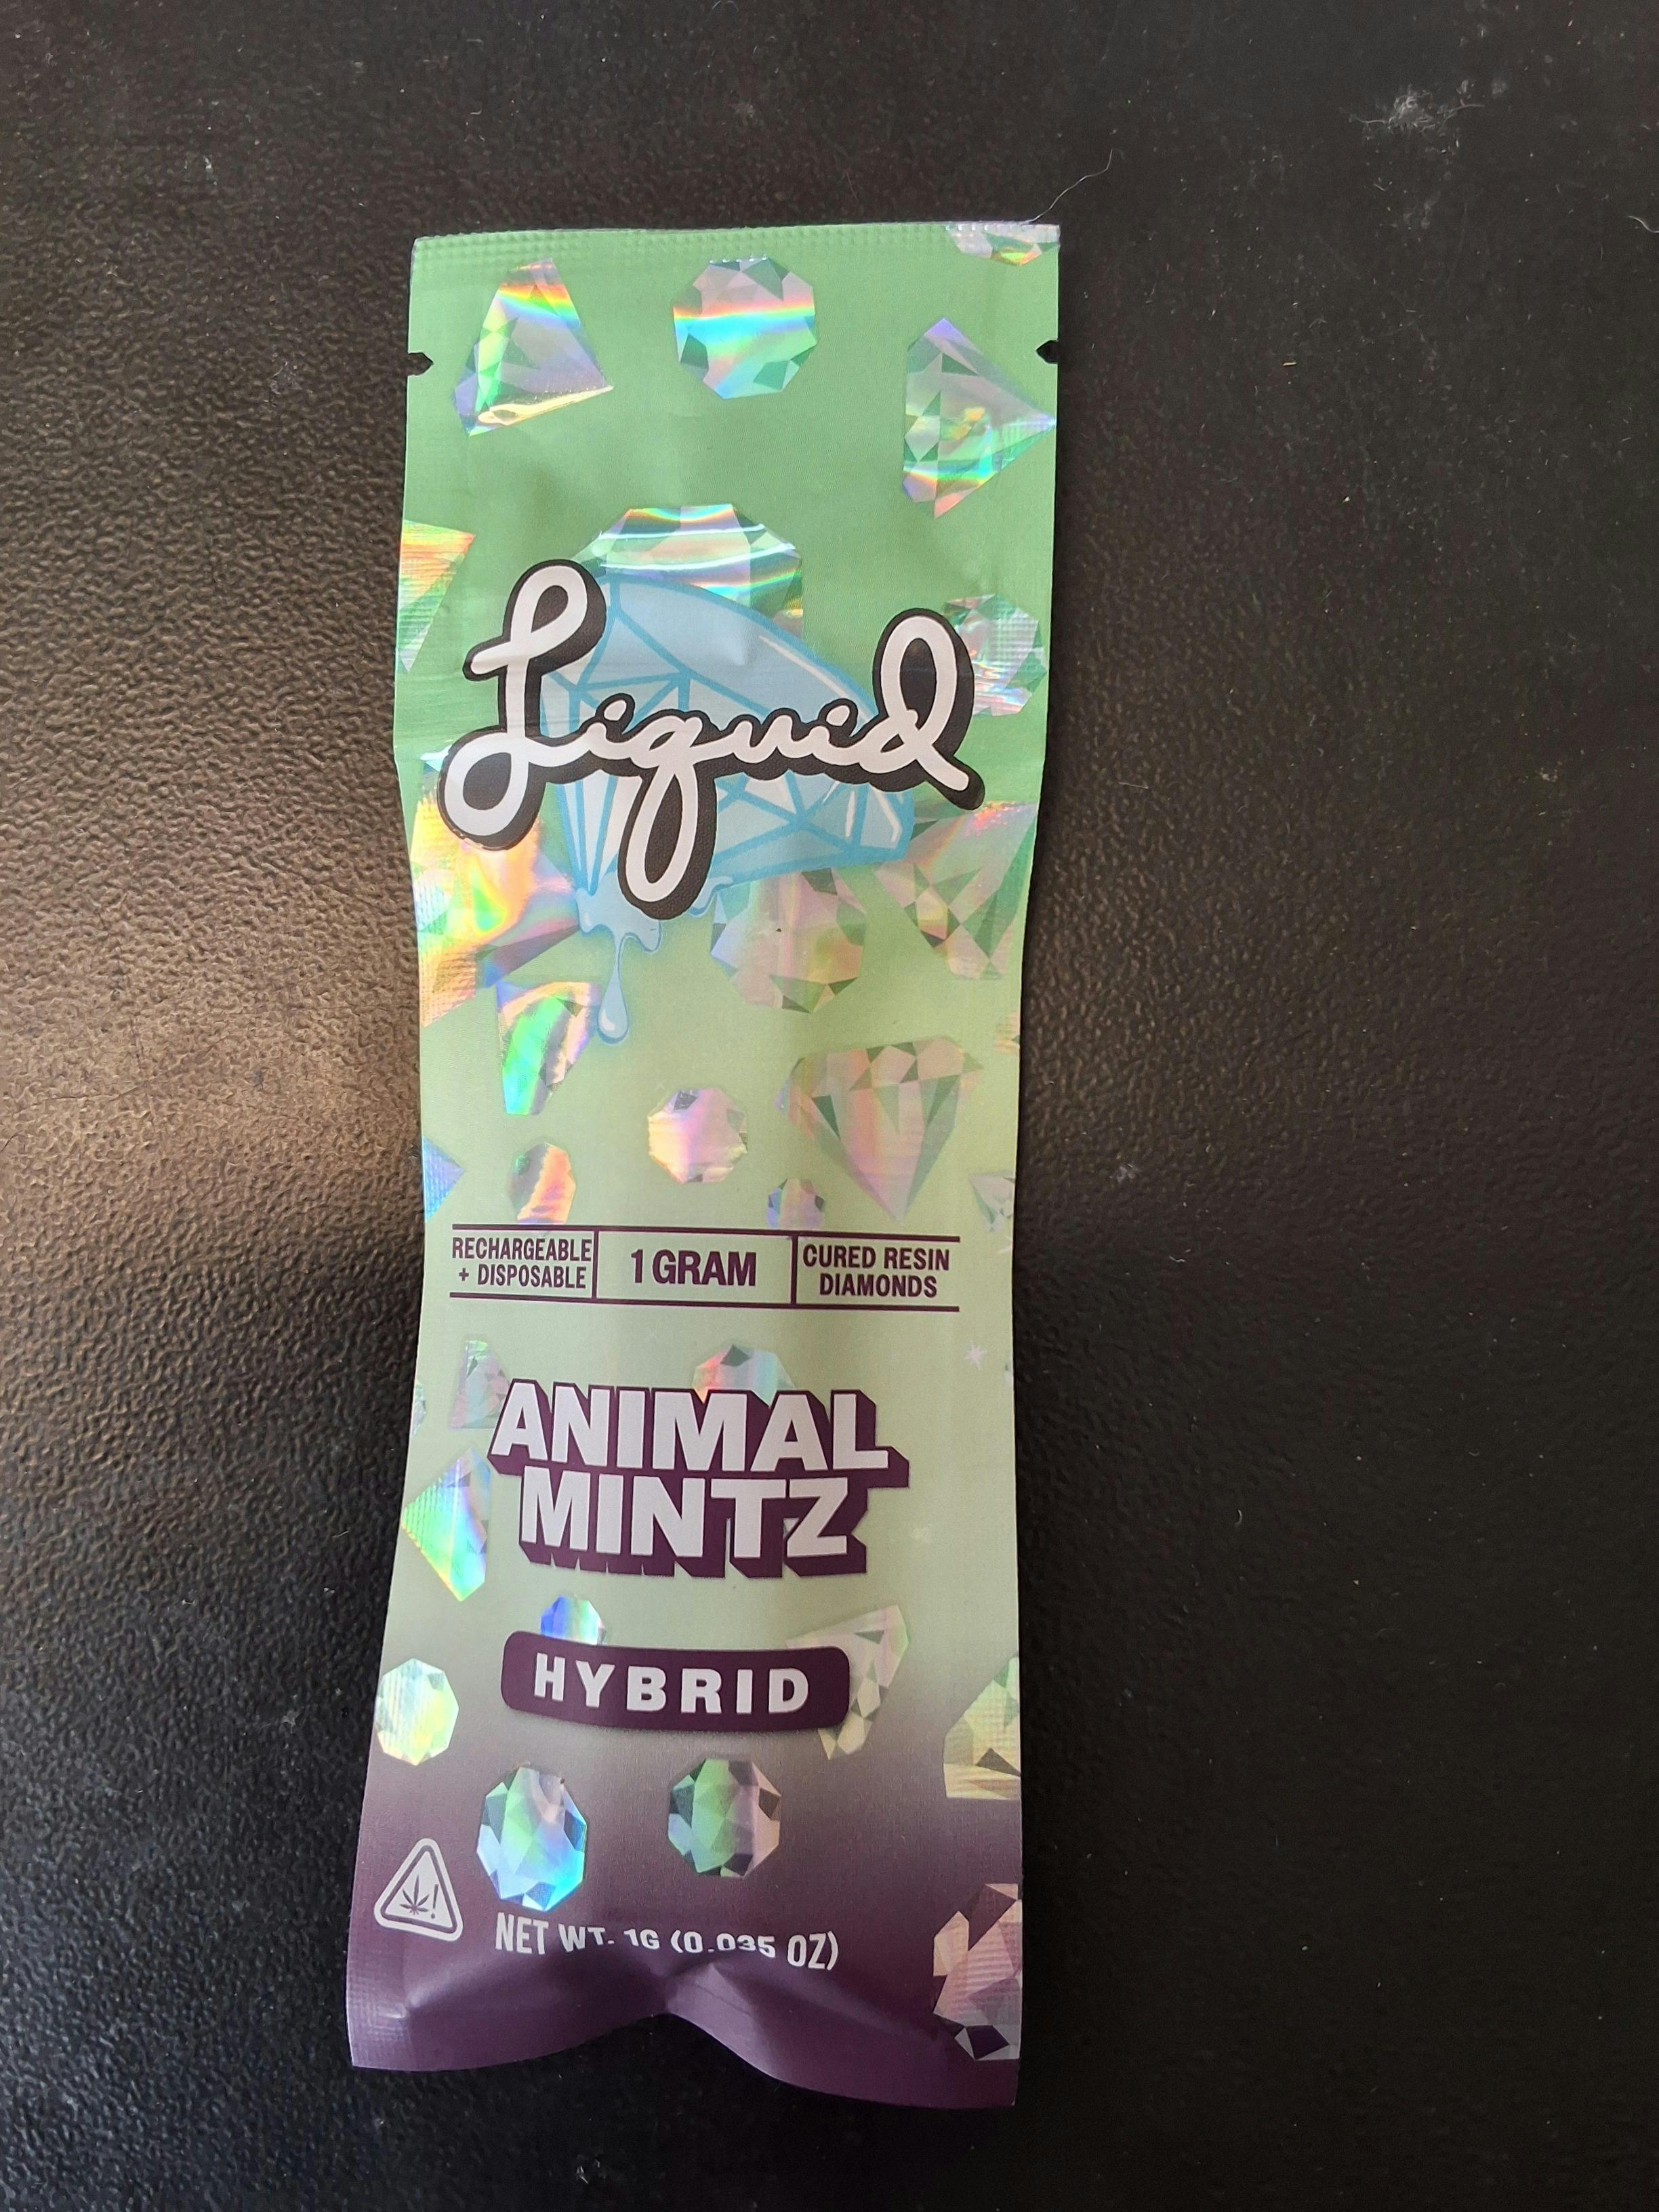 Liquid
RECHARGEABLE
+ DISPOSABLE
1 GRAM
CURED RESIN
DIAMONDS
ANIMAL
MINTZ
HYBRID
!
NET WT. 1G (0.035 OZ)